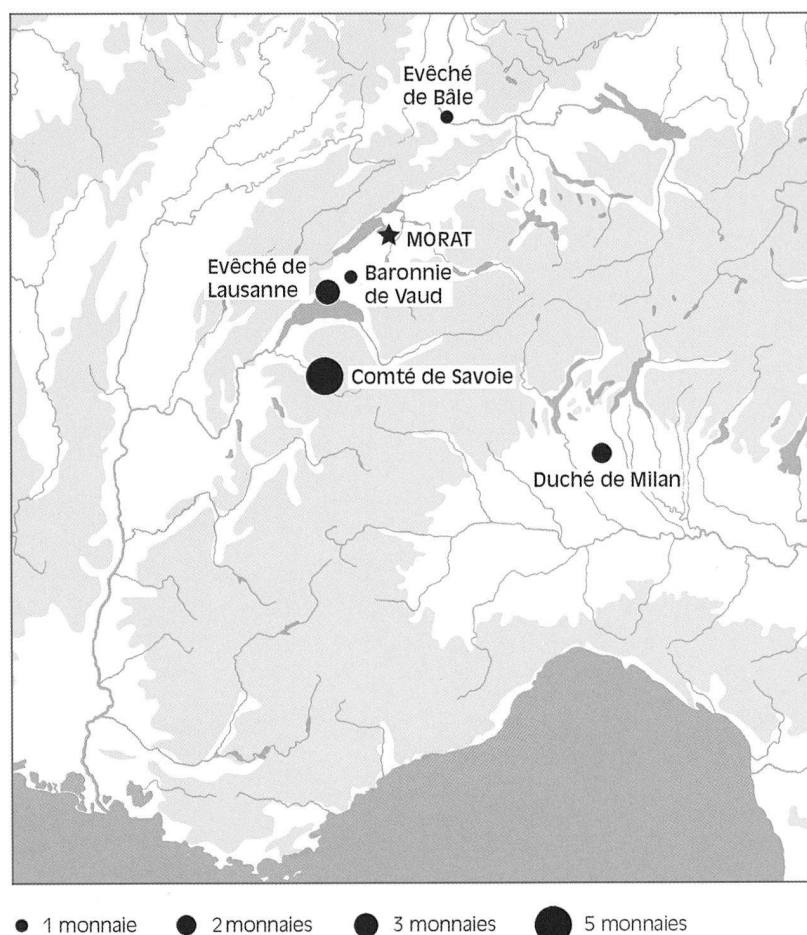 Evêché
de Bâle
MORAT
Evêché de
Lausanne
Baronnie
de Vaud
Comté de Savoie
Duché de Milan
1 monnaie
2 monnaies
3 monnaies
5 monnaies